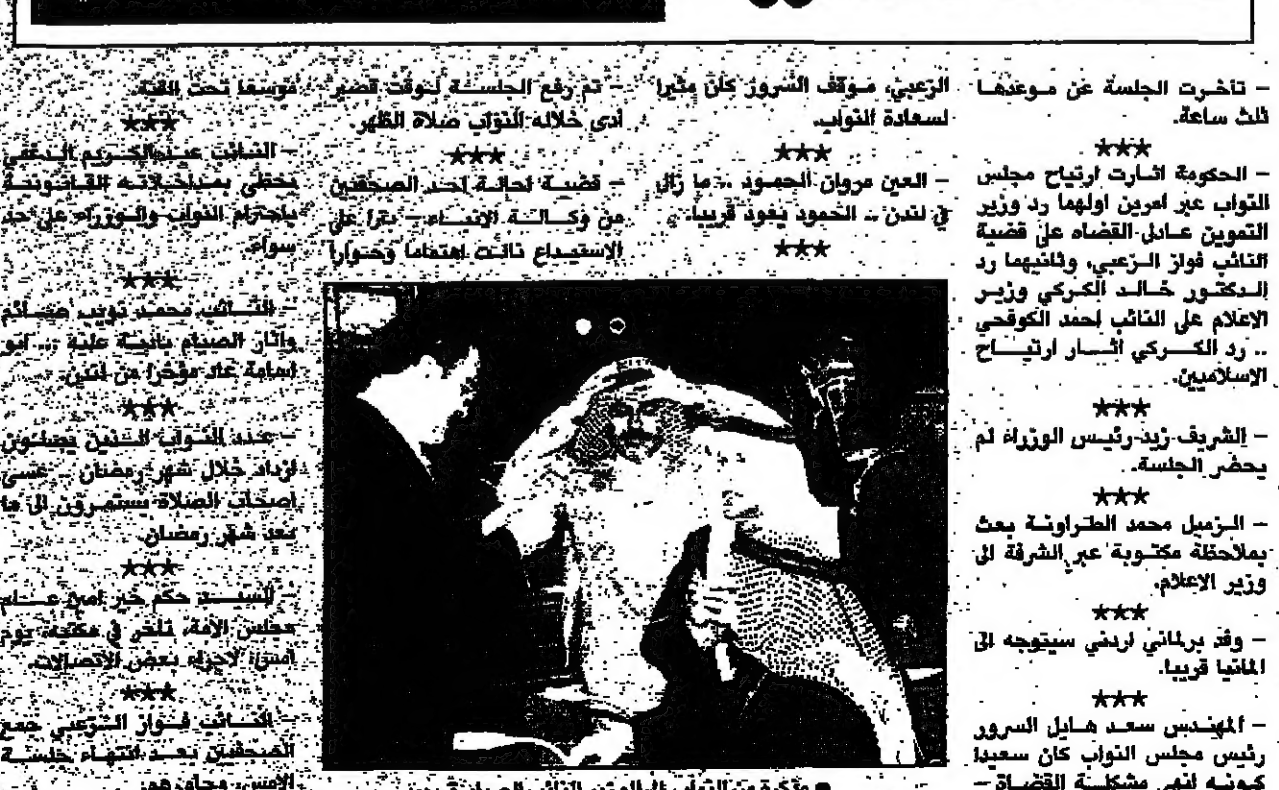 – تأخرت الجلسة عن موعدها
ثلث ساعة.
★★★
– الحكومة اثارت ارتياح مجلس
النواب عبر امرين اولهما رد وزير
التموين عادل القضاه على قضية
النائب فواز الزعبي، وثانيهما رد
الدكتور خالد الكركي وزير
الاعلام على النائب احمد الكوفحي
.. رد الكركي اثار ارتياح
الاسلاميين.
★★★
– الشريف زيد رئيس الوزراء لم
يحضر الجلسة.
★★★
– الزميل محمد الطراونة بعث
بملاحظة مكتوبة عبر الشرفة الى
وزير الاعلام.
★★★
– وفد برلماني اردني سيتوجه الى
المانيا قريبا.
★★★
– المهندس سعد هايل السرور
رئيس مجلس النواب كان سعيدا
كونه انهى مشكلة القضاة –
الزعبي، موقف السرور كان مثيرا
لسعادة النواب.
★★★
– العين مروان الحمود .. ما زال
في لندن .. الحمود يعود قريبا.
★★★
– تم رفع الجلسة لوقت قصير
ادى خلاله النواب صلاة الظهر.
★★★
– قضية احالة احد الصحفيين
من وكالة الانباء – بترا على
الاستيداع نالت اهتماما وحوارا
موسعا تحت القبة.
★★★
– النائب عبدالكريم الدغمي
يحظى بمداخلاته القانونية
باحترام النواب والوزراء على حد
سواء.
★★★
– النائب محمد ذويب صائم
واثار الصيام بادية عليه ... ابو
اسامة عاد مؤخرا من لندن.
★★★
– عدد النواب الذين يصلون
ازداد خلال شهر رمضان .. عسى
اصحاب الصلاة يستمرون الى ما
بعد شهر رمضان.
★★★
– السيد حكم خير امين عام
مجلس الامة، تأخر في مكتبه، يوم
امس، لاجراء بعض الاتصالات.
★★★
– النائب فواز الزعبي جمع
الصحفيين بعد انتهاء جلسة
الامس، وحاورهم.